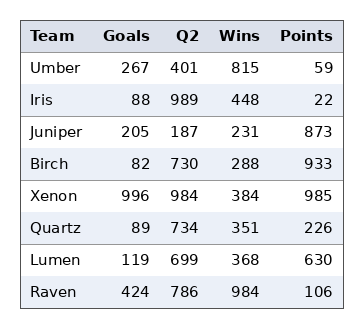 Team Goals Q2 Wins Points
Umber 267 401 815 59
Iris 88 989 448 22
Juniper 205 187 231 873
Birch 82 730 288 933
Xenon 996 984 384 985
Quartz 89 734 351 226
Lumen 119 699 368 630
Raven 424 786 984 106